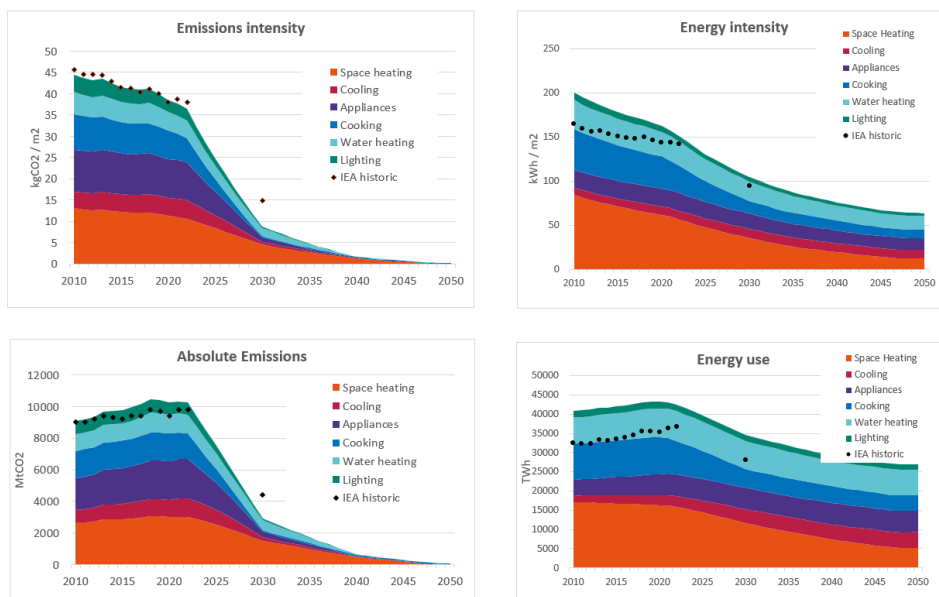 Emissions intensity
50
45
40
35
30
25
20
15
10
5
0
kgCO2 / m2
2010 2015 2020 2025 2030 2035 2040 2045 2050
Space heating
Cooling
Appliances
Cooking
Water heating
Lighting
IEA historic
Energy intensity
250
200
150
100
50
0
kWh / m2
2010 2015 2020 2025 2030 2035 2040 2045 2050
Space Heating
Cooling
Appliances
Cooking
Water heating
Lighting
IEA historic
Absolute Emissions
12000
10000
8000
6000
4000
2000
0
MtCO2
2010 2015 2020 2025 2030 2035 2040 2045 2050
Space heating
Cooling
Appliances
Cooking
Water heating
Lighting
IEA historic
Energy use
50000
45000
40000
35000
30000
25000
20000
15000
10000
5000
0
TWh
2010 2015 2020 2025 2030 2035 2040 2045 2050
Space Heating
Cooling
Appliances
Cooking
Water heating
Lighting
IEA historic